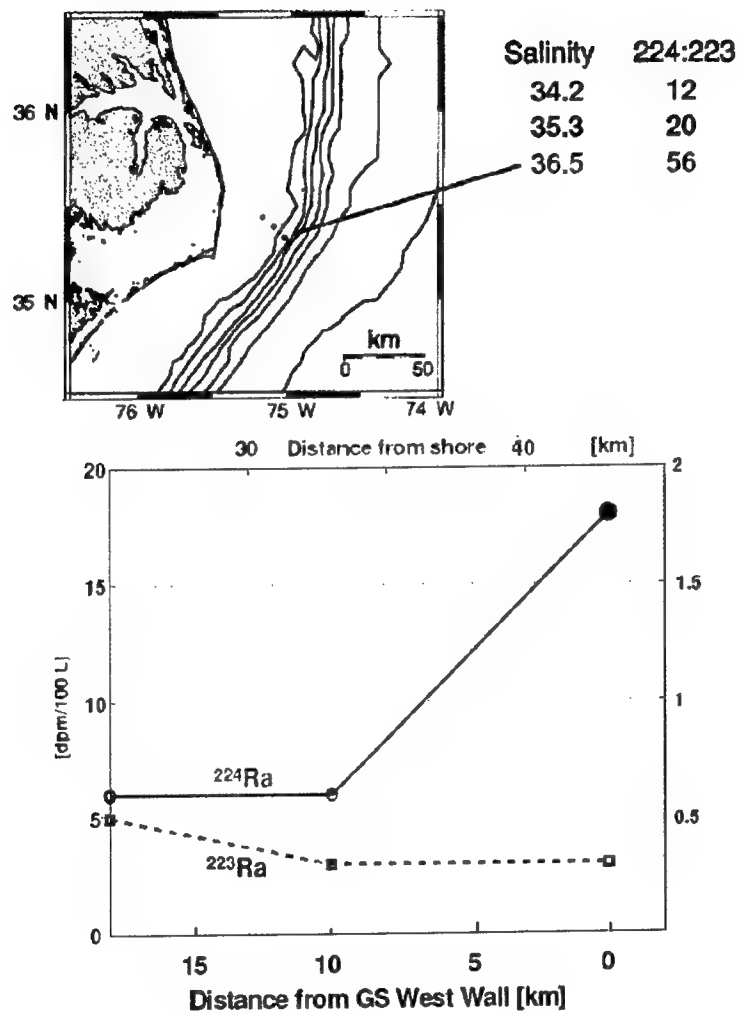 Salinity 224:223
34.2 12
35.3 20
36.5 56
36 N
35 N
km
0 50
76 W 75 W 74 W
30 Distance from shore 40 [km]
20 2
15 1.5
10 1
5 0.5
0
[dpm/100 L]
224Ra
223Ra
15 10 5 0
Distance from GS West Wall [km]